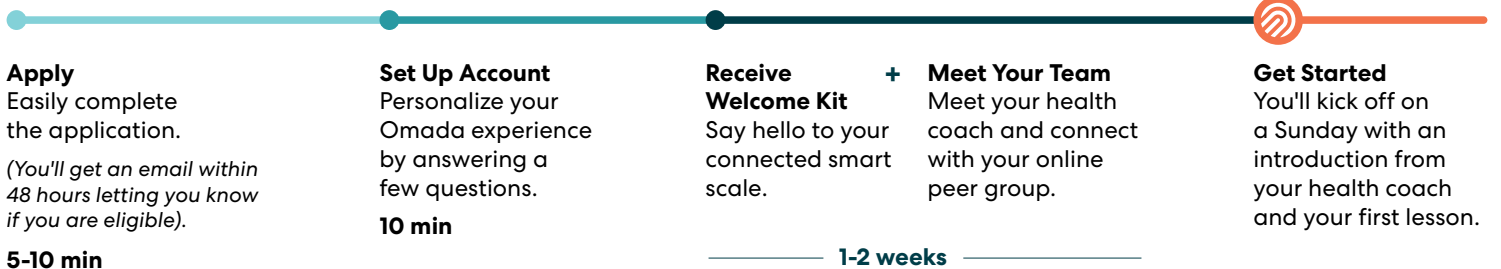 Apply
Easily complete
the application.
(You'll get an email within
48 hours letting you know
if you are eligible).
5-10 min
Set Up Account
Personalize your
Omada experience
by answering a
few questions.
10 min
Receive
Welcome Kit
Say hello to your
connected smart
scale.
+
Meet Your Team
Meet your health
coach and connect
with your online
peer group.
1-2 weeks
Get Started
You'll kick off on
a Sunday with an
introduction from
your health coach
and your first lesson.